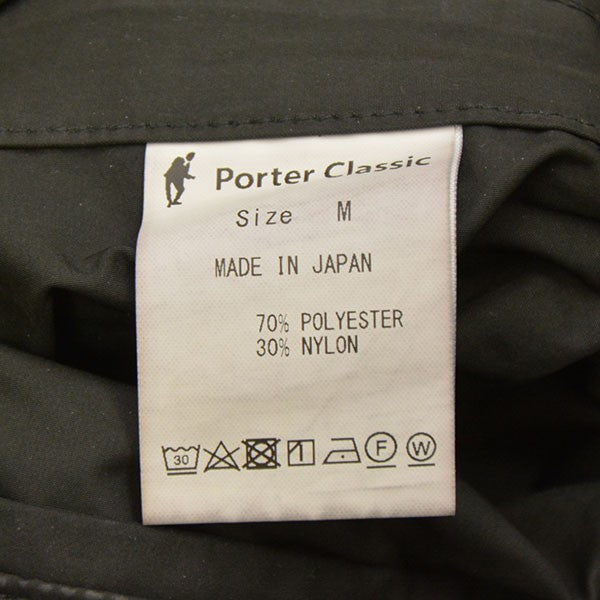 Porter Classic
Size M
MADE IN JAPAN
70% POLYESTER
30% NYLON
30 F W